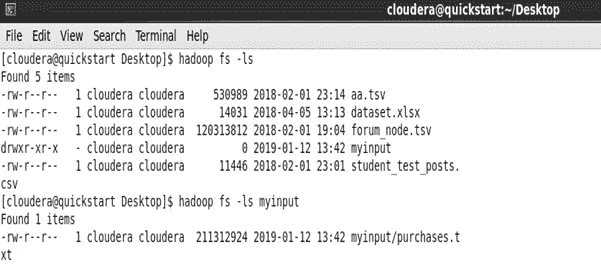 cloudera@quickstart:~/Desktop
File Edit View Search Terminal Help
[cloudera@quickstart Desktop]$ hadoop fs -ls
Found 5 items
-rw-r--r--   1 cloudera cloudera     530989 2018-02-01 23:14 aa.tsv
-rw-r--r--   1 cloudera cloudera      14031 2018-04-05 13:13 dataset.xlsx
-rw-r--r--   1 cloudera cloudera  120313812 2018-02-01 19:04 forum_node.tsv
drwxr-xr-x   - cloudera cloudera          0 2019-01-12 13:42 myinput
-rw-r--r--   1 cloudera cloudera      11446 2018-02-01 23:01 student_test_posts.
csv
[cloudera@quickstart Desktop]$ hadoop fs -ls myinput
Found 1 items
-rw-r--r--   1 cloudera cloudera  211312924 2019-01-12 13:42 myinput/purchases.t
xt